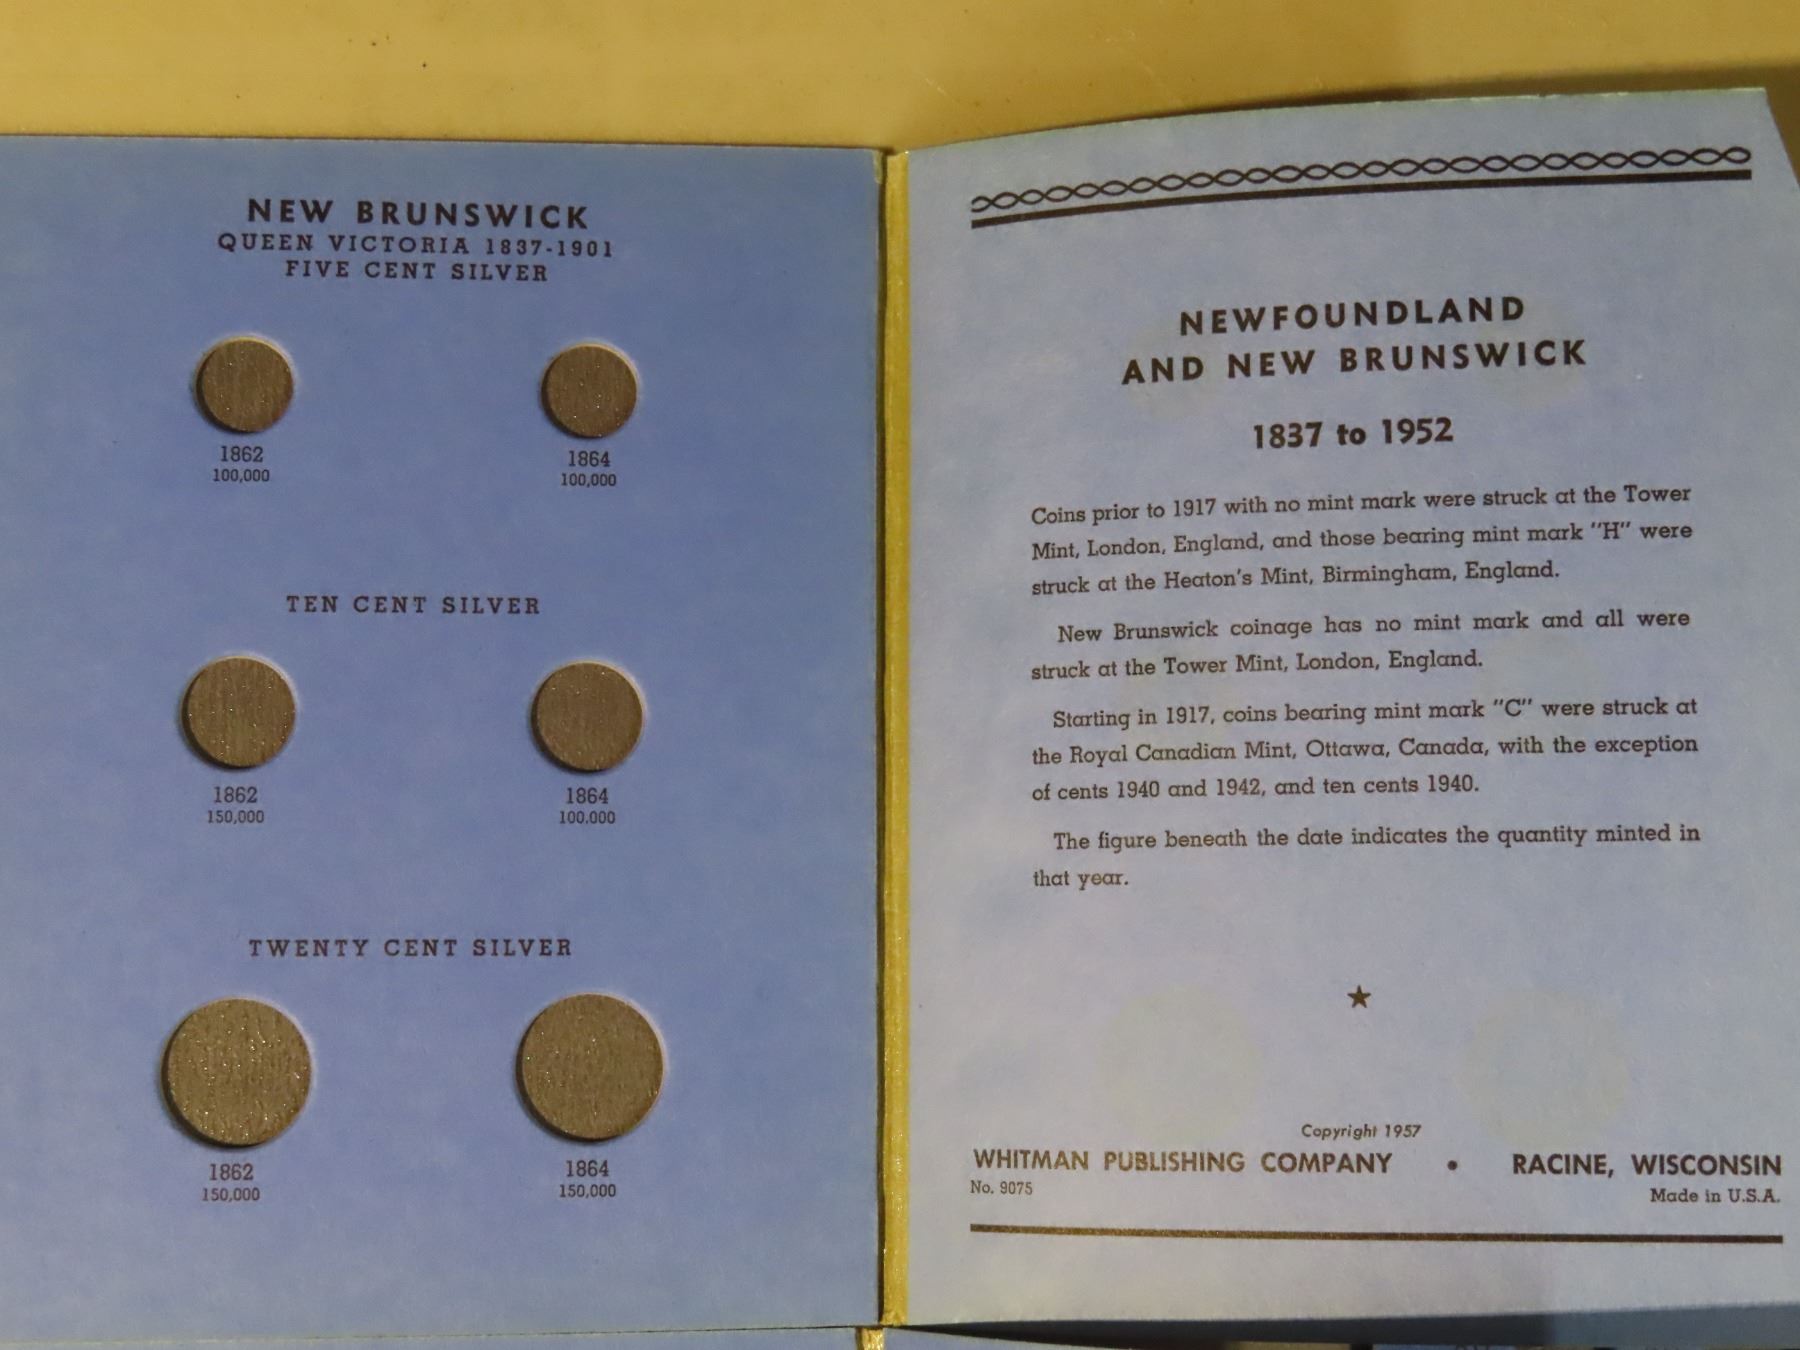 NEW BRUNSWICK
QUEEN VICTORIA 1837-1901
FIVE CENT SILVER
1862
100,000
1864
100,000
TEN CENT SILVER
1862
150,000
1864
100,000
TWENTY CENT SILVER
1862
150,000
1864
150,000
NEWFOUNDLAND
AND NEW BRUNSWICK
1837 to 1952
Coins prior to 1917 with no mint mark were struck at the Tower
Mint, London, England, and those bearing mint mark "H" were
struck at the Heaton's Mint, Birmingham, England.
New Brunswick coinage has no mint mark and all were
struck at the Tower Mint, London, England.
Starting in 1917, coins bearing mint mark "C" were struck at
the Royal Canadian Mint, Ottawa, Canada, with the exception
of cents 1940 and 1942, and ten cents 1940.
The figure beneath the date indicates the quantity minted in
that year.
Copyright 1957
WHITMAN PUBLISHING COMPANY • RACINE, WISCONSIN
No. 9075
Made in U.S.A.